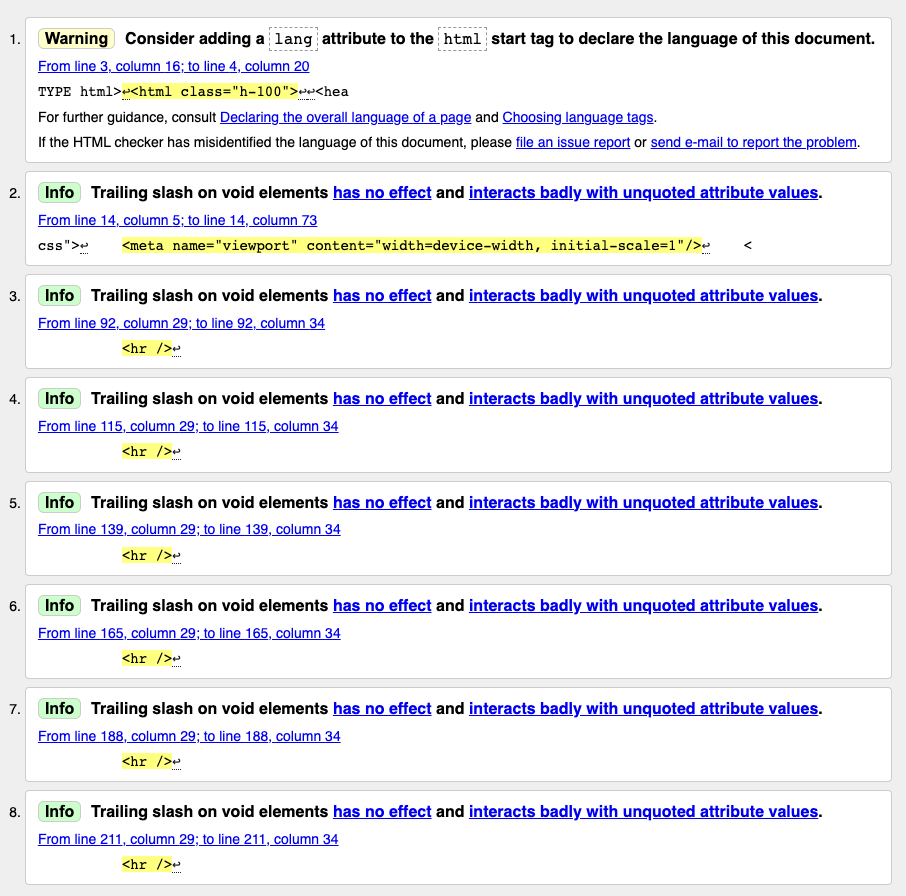 1. Warning Consider adding a lang attribute to the html start tag to declare the language of this document.
From line 3, column 16; to line 4, column 20
TYPE html>↩<html class="h-100">↩↩<hea
For further guidance, consult Declaring the overall language of a page and Choosing language tags.
If the HTML checker has misidentified the language of this document, please file an issue report or send e-mail to report the problem.
2. Info Trailing slash on void elements has no effect and interacts badly with unquoted attribute values.
From line 14, column 5; to line 14, column 73
css">↩    <meta name="viewport" content="width=device-width, initial-scale=1"/>↩    <
3. Info Trailing slash on void elements has no effect and interacts badly with unquoted attribute values.
From line 92, column 29; to line 92, column 34
<hr />↩
4. Info Trailing slash on void elements has no effect and interacts badly with unquoted attribute values.
From line 115, column 29; to line 115, column 34
<hr />↩
5. Info Trailing slash on void elements has no effect and interacts badly with unquoted attribute values.
From line 139, column 29; to line 139, column 34
<hr />↩
6. Info Trailing slash on void elements has no effect and interacts badly with unquoted attribute values.
From line 165, column 29; to line 165, column 34
<hr />↩
7. Info Trailing slash on void elements has no effect and interacts badly with unquoted attribute values.
From line 188, column 29; to line 188, column 34
<hr />↩
8. Info Trailing slash on void elements has no effect and interacts badly with unquoted attribute values.
From line 211, column 29; to line 211, column 34
<hr />↩